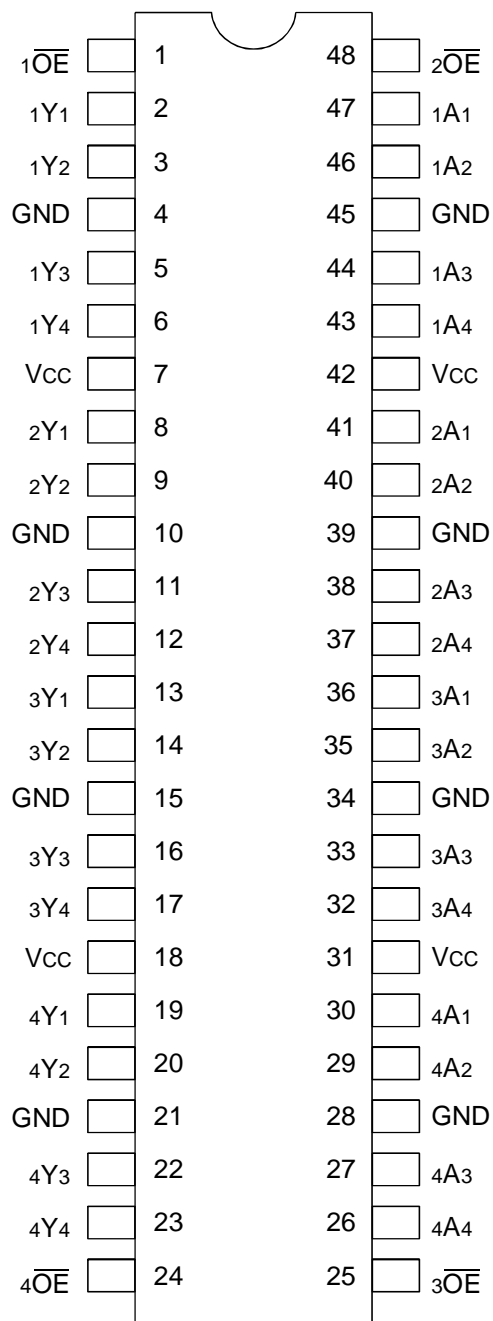 1O̅E̅ 1 48 2O̅E̅
1Y1 2 47 1A1
1Y2 3 46 1A2
GND 4 45 GND
1Y3 5 44 1A3
1Y4 6 43 1A4
VCC 7 42 VCC
2Y1 8 41 2A1
2Y2 9 40 2A2
GND 10 39 GND
2Y3 11 38 2A3
2Y4 12 37 2A4
3Y1 13 36 3A1
3Y2 14 35 3A2
GND 15 34 GND
3Y3 16 33 3A3
3Y4 17 32 3A4
VCC 18 31 VCC
4Y1 19 30 4A1
4Y2 20 29 4A2
GND 21 28 GND
4Y3 22 27 4A3
4Y4 23 26 4A4
4O̅E̅ 24 25 3O̅E̅